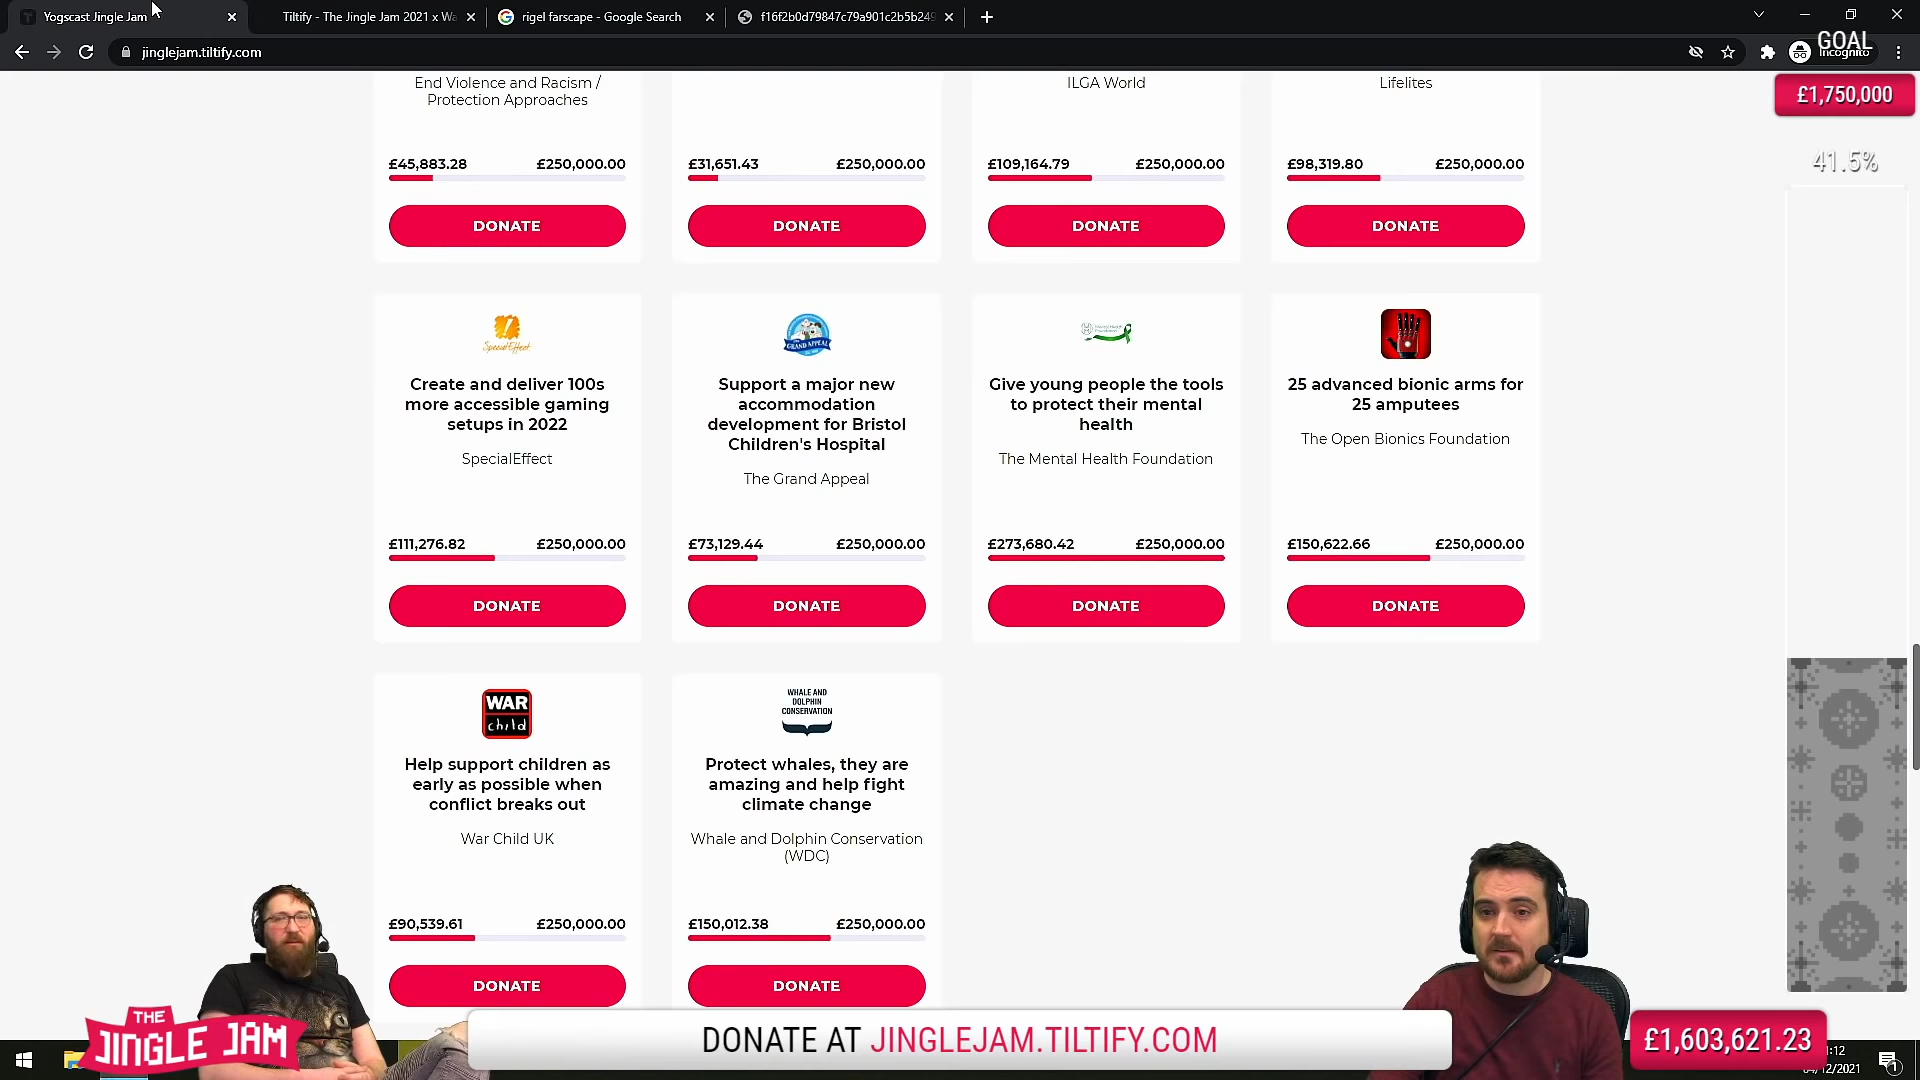 Yogscast Jingle Jam
Tiltify - The Jingle Jam 2021 x Wa
rigel farscape - Google Search
f16f2b0d79847c79a901c2b5b249
jinglejam.tiltify.com
Incognito
GOAL
£1,750,000
41.5%
End Violence and Racism /
Protection Approaches
ILGA World
Lifelites
£45,883.28 £250,000.00
£31,651.43 £250,000.00
£109,164.79 £250,000.00
£98,319.80 £250,000.00
DONATE
DONATE
DONATE
DONATE
SpecialEffect
Create and deliver 100s
more accessible gaming
setups in 2022
SpecialEffect
£111,276.82 £250,000.00
DONATE
GRAND APPEAL
Support a major new
accommodation
development for Bristol
Children's Hospital
The Grand Appeal
£73,129.44 £250,000.00
DONATE
Give young people the tools
to protect their mental
health
The Mental Health Foundation
£273,680.42 £250,000.00
DONATE
25 advanced bionic arms for
25 amputees
The Open Bionics Foundation
£150,622.66 £250,000.00
DONATE
WAR
child
Help support children as
early as possible when
conflict breaks out
War Child UK
£90,539.61 £250,000.00
DONATE
WHALE AND
DOLPHIN
CONSERVATION
Protect whales, they are
amazing and help fight
climate change
Whale and Dolphin Conservation
(WDC)
£150,012.38 £250,000.00
DONATE
THE
JINGLE JAM
DONATE AT JINGLEJAM.TILTIFY.COM
£1,603,621.23
:12
04/12/2021
1